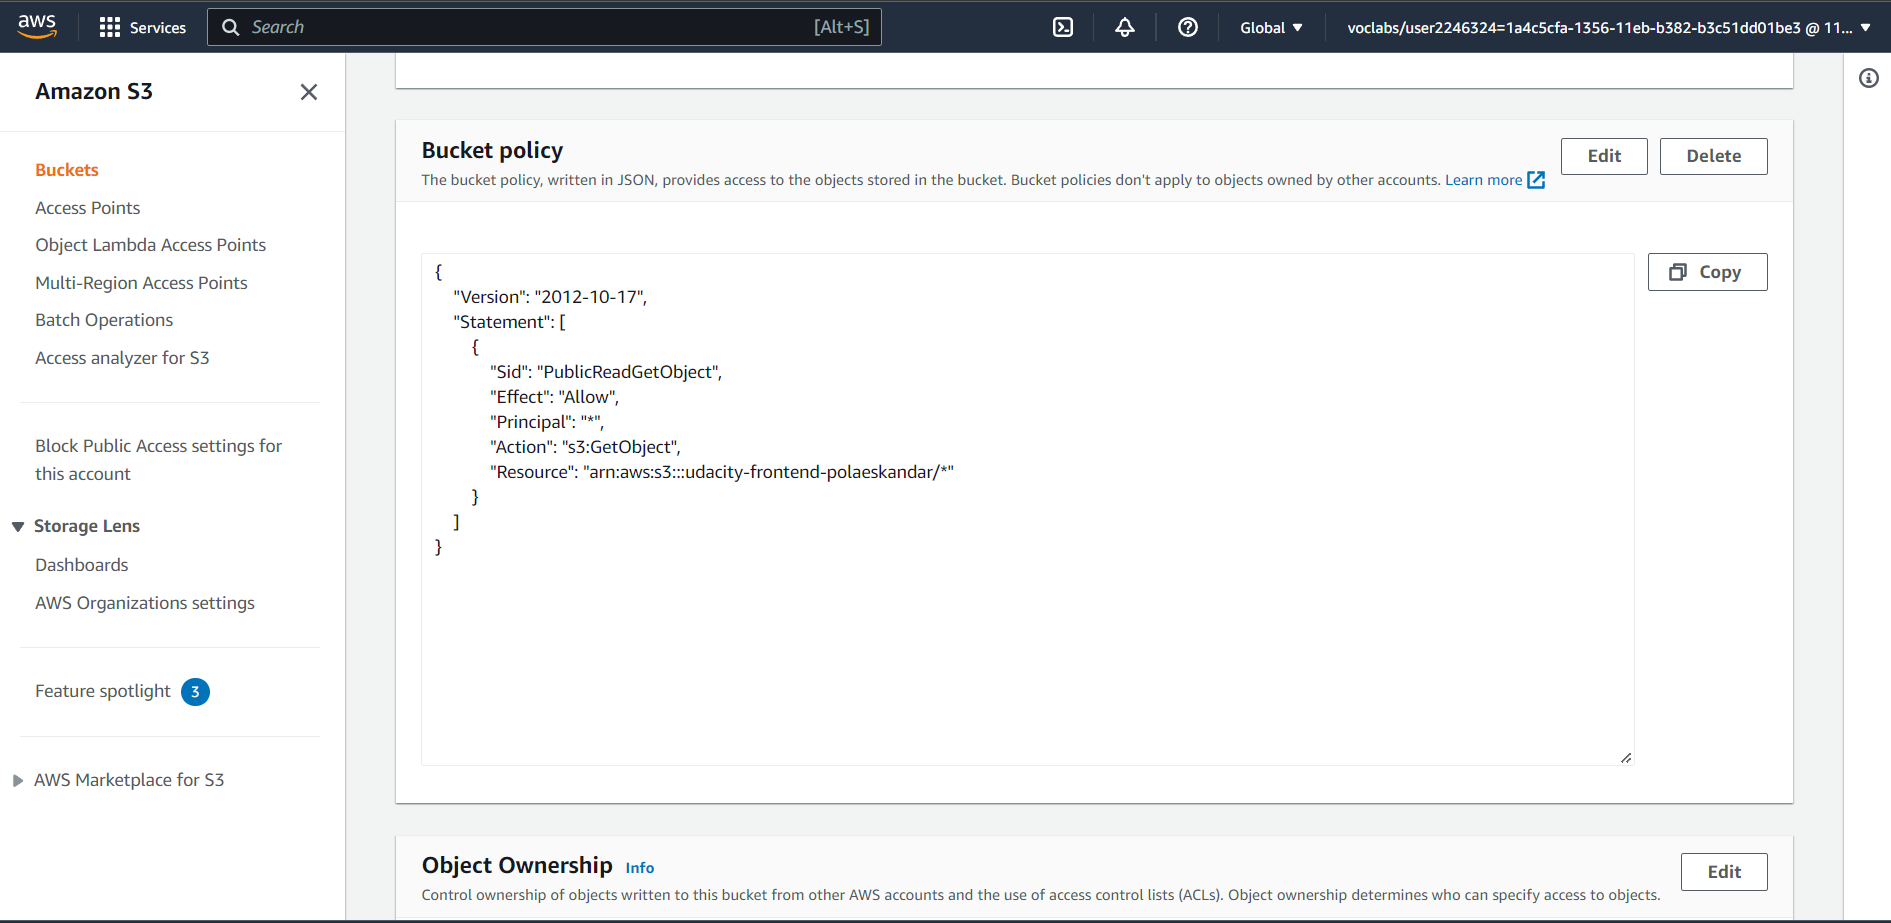 aws
Services
Search
[Alt+S]
Global
voclabs/user2246324=1a4c5cfa-1356-11eb-b382-b3c51dd01be3 @ 11...
Amazon S3
Buckets
Access Points
Object Lambda Access Points
Multi-Region Access Points
Batch Operations
Access analyzer for S3
Block Public Access settings for
this account
Storage Lens
Dashboards
AWS Organizations settings
Feature spotlight 3
AWS Marketplace for S3
Bucket policy
The bucket policy, written in JSON, provides access to the objects stored in the bucket. Bucket policies don't apply to objects owned by other accounts. Learn more
Edit
Delete
Copy
{
"Version": "2012-10-17",
"Statement": [
{
"Sid": "PublicReadGetObject",
"Effect": "Allow",
"Principal": "*",
"Action": "s3:GetObject",
"Resource": "arn:aws:s3:::udacity-frontend-polaeskandar/*"
}
]
}
Object Ownership Info
Control ownership of objects written to this bucket from other AWS accounts and the use of access control lists (ACLs). Object ownership determines who can specify access to objects.
Edit